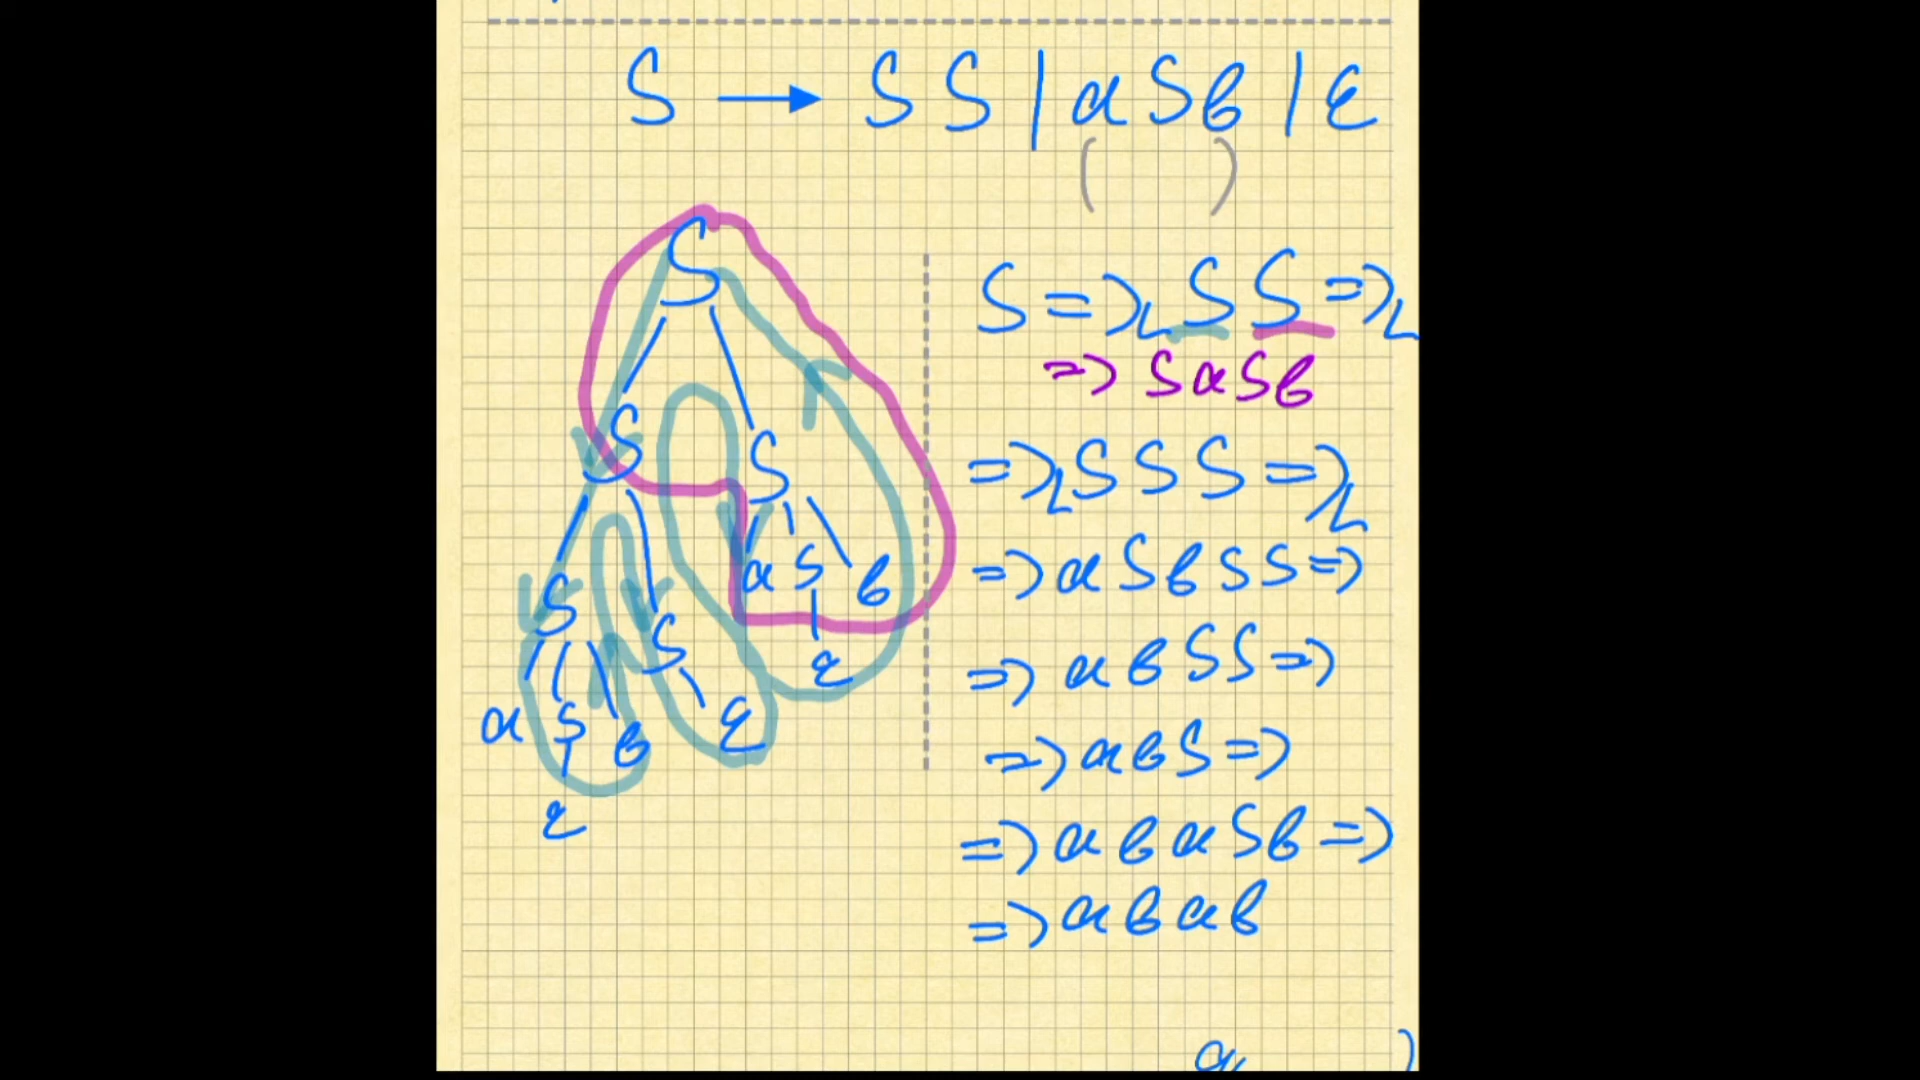 S → SS | aSb | ε
( )
S
S S
a S b
S S ε
a S b ε
ε
S =>L SS =>L
=> SaSb
=>L SSS =>L
=> aSbSS =>
=> abSS =>
=> abS =>
=> abaSb =>
=> abab
a )